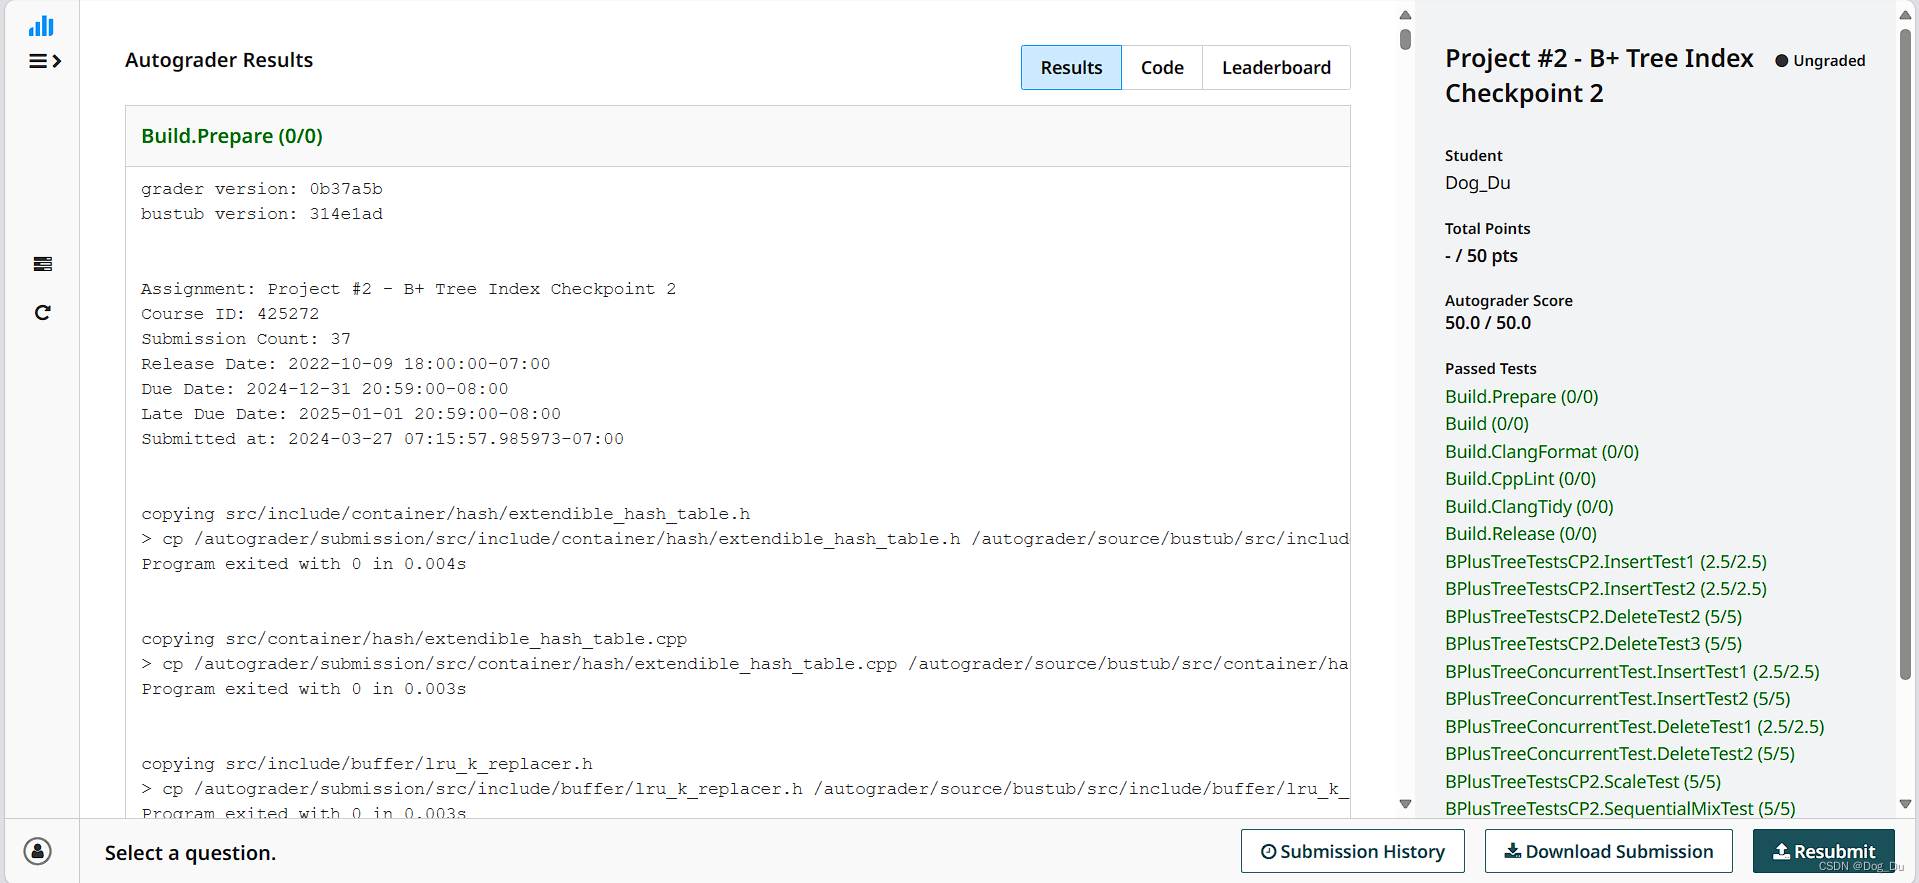 Autograder Results
Results
Code
Leaderboard
Build.Prepare (0/0)
grader version: 0b37a5b
bustub version: 314e1ad
Assignment: Project #2 - B+ Tree Index Checkpoint 2
Course ID: 425272
Submission Count: 37
Release Date: 2022-10-09 18:00:00-07:00
Due Date: 2024-12-31 20:59:00-08:00
Late Due Date: 2025-01-01 20:59:00-08:00
Submitted at: 2024-03-27 07:15:57.985973-07:00
copying src/include/container/hash/extendible_hash_table.h
> cp /autograder/submission/src/include/container/hash/extendible_hash_table.h /autograder/source/bustub/src/includ
Program exited with 0 in 0.004s
copying src/container/hash/extendible_hash_table.cpp
> cp /autograder/submission/src/container/hash/extendible_hash_table.cpp /autograder/source/bustub/src/container/ha
Program exited with 0 in 0.003s
copying src/include/buffer/lru_k_replacer.h
> cp /autograder/submission/src/include/buffer/lru_k_replacer.h /autograder/source/bustub/src/include/buffer/lru_k_
Program exited with 0 in 0.003s
Project #2 - B+ Tree Index
Checkpoint 2
Ungraded
Student
Dog_Du
Total Points
- / 50 pts
Autograder Score
50.0 / 50.0
Passed Tests
Build.Prepare (0/0)
Build (0/0)
Build.ClangFormat (0/0)
Build.CppLint (0/0)
Build.ClangTidy (0/0)
Build.Release (0/0)
BPlusTreeTestsCP2.InsertTest1 (2.5/2.5)
BPlusTreeTestsCP2.InsertTest2 (2.5/2.5)
BPlusTreeTestsCP2.DeleteTest2 (5/5)
BPlusTreeTestsCP2.DeleteTest3 (5/5)
BPlusTreeConcurrentTest.InsertTest1 (2.5/2.5)
BPlusTreeConcurrentTest.InsertTest2 (5/5)
BPlusTreeConcurrentTest.DeleteTest1 (2.5/2.5)
BPlusTreeConcurrentTest.DeleteTest2 (5/5)
BPlusTreeTestsCP2.ScaleTest (5/5)
BPlusTreeTestsCP2.SequentialMixTest (5/5)
Select a question.
Submission History
Download Submission
Resubmit
CSDN @Dog_Du